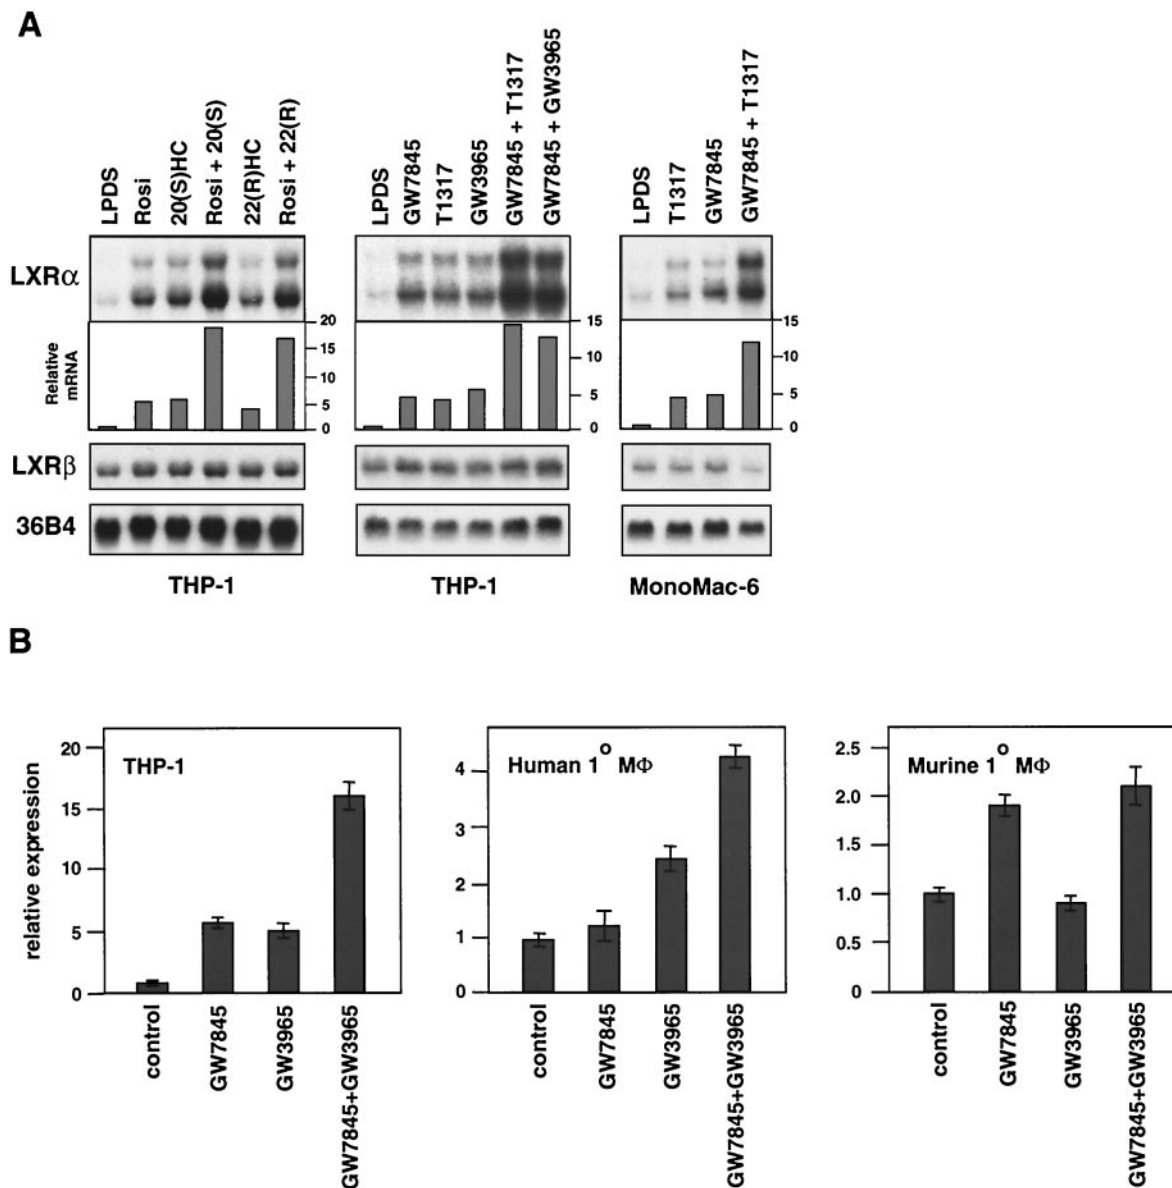 A
LPDS
Rosi
20(S)HC
Rosi + 20(S)
22(R)HC
Rosi + 22(R)
LPDS
GW7845
T1317
GW3965
GW7845 + T1317
GW7845 + GW3965
LPDS
T1317
GW7845
GW7845 + T1317
LXRα
Relative
mRNA
20
15
10
5
0
15
10
5
0
15
10
5
0
LXRβ
36B4
THP-1
THP-1
MonoMac-6
B
relative expression
20
15
10
5
0
THP-1
control
GW7845
GW3965
GW7845+GW3965
4
3
2
1
0
Human 1° MΦ
control
GW7845
GW3965
GW7845+GW3965
2.5
2.0
1.5
1.0
0.5
0
Murine 1° MΦ
control
GW7845
GW3965
GW7845+GW3965